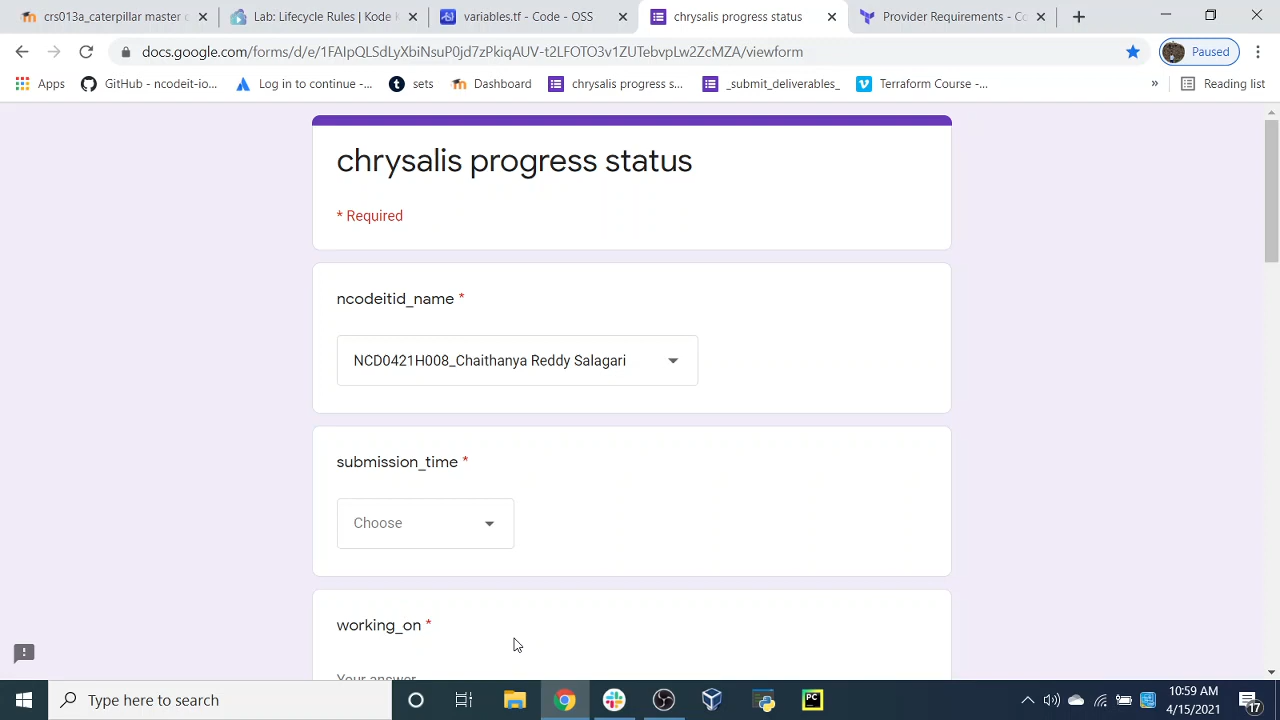 crs013a_caterpillar master
Lab: Lifecycle Rules | Kod
variables.tf - Code - OSS
chrysalis progress status
Provider Requirements - Co
docs.google.com/forms/d/e/1FAIpQLSdLyXbiNsuP0jd7zPkiqAUV-t2LFOTO3v1ZUTebvpLw2ZcMZA/viewform
Paused
Apps
GitHub - ncodeit-io...
Log in to continue -...
sets
Dashboard
chrysalis progress s...
_submit_deliverables_
Terraform Course -...
»
Reading list
chrysalis progress status
* Required
ncodeitid_name *
NCD0421H008_Chaithanya Reddy Salagari
submission_time *
Choose
working_on *
Your answer
Type here to search
10:59 AM
4/15/2021
17